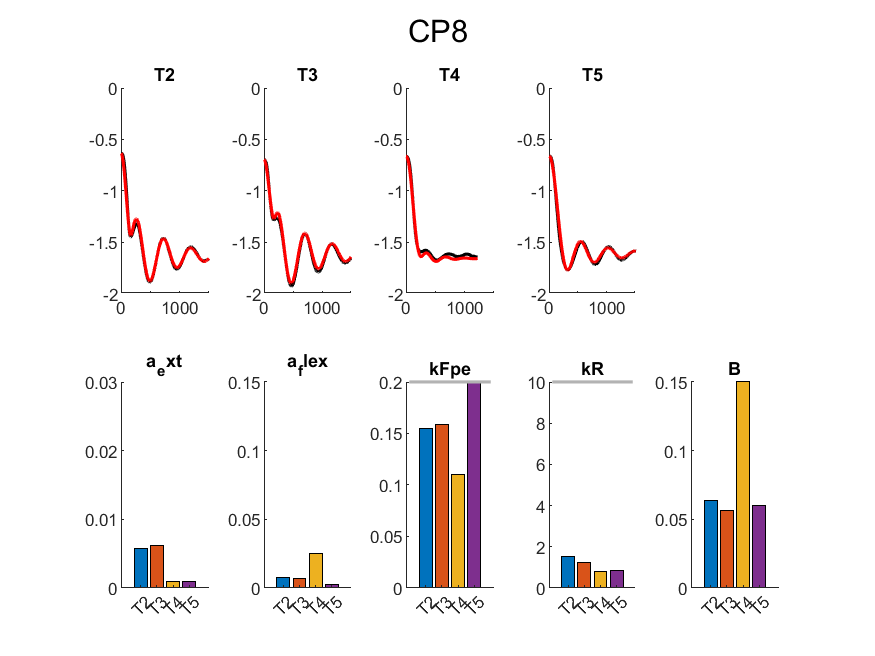 CP8
T2 T3 T4 T5
0 0 0 0
-0.5 -0.5 -0.5 -0.5
-1 -1 -1 -1
-1.5 -1.5 -1.5 -1.5
-2 -2 -2 -2
0 1000 0 1000 0 1000 0 1000
a_ext a_flex kFpe kR B
0.03 0.15 0.2 10 0.15
0.02 0.1 0.15 8 0.1
0.01 0.05 0.1 6 0.05
0 0 0.05 4 0
0 2
0
T2 T3 T4 T5 T2 T3 T4 T5 T2 T3 T4 T5 T2 T3 T4 T5 T2 T3 T4 T5